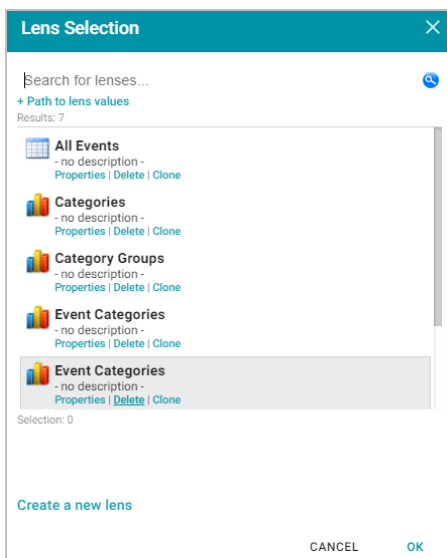 Lens Selection
Search for lenses...
+ Path to lens values
Results: 7
All Events
- no description -
Properties | Delete | Clone
Categories
- no description -
Properties | Delete | Clone
Category Groups
- no description -
Properties | Delete | Clone
Event Categories
- no description -
Properties | Delete | Clone
Event Categories
- no description -
Properties | Delete | Clone
Selection: 0
Create a new lens
CANCEL OK